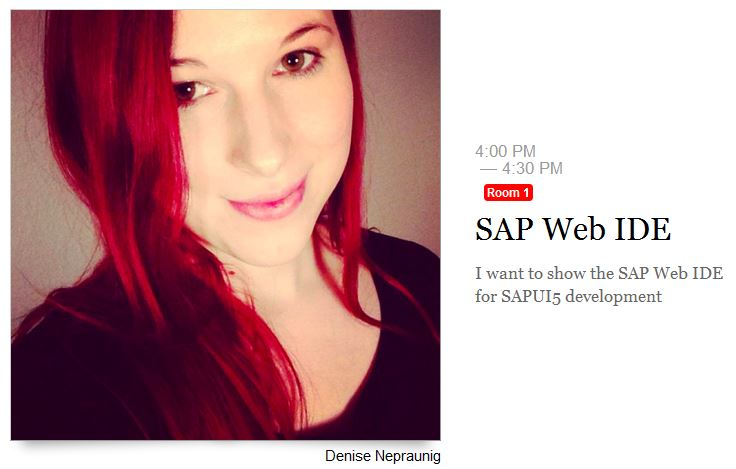 4:00 PM
— 4:30 PM
Room 1
SAP Web IDE
I want to show the SAP Web IDE
for SAPUI5 development
Denise Nepraunig